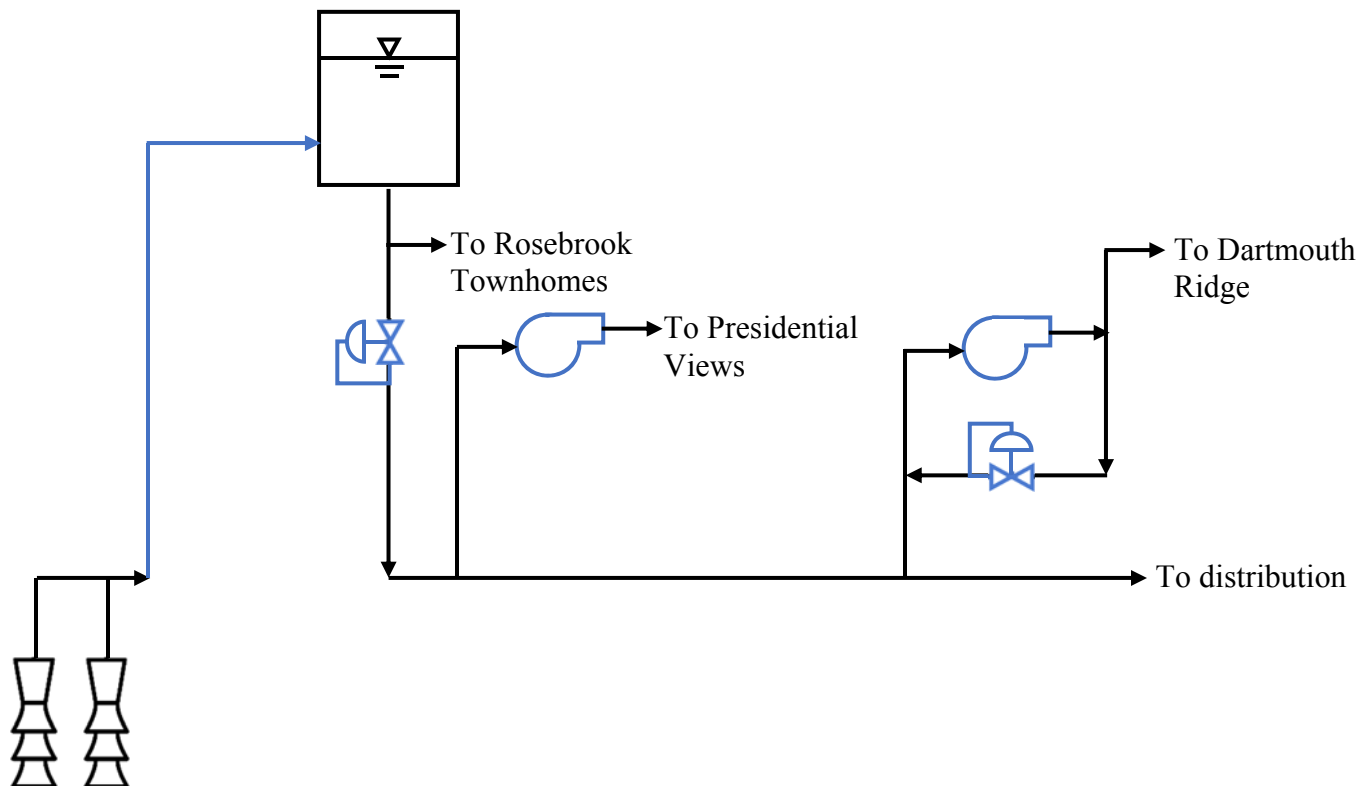 To Rosebrook
Townhomes
To Dartmouth
Ridge
To Presidential
Views
To distribution